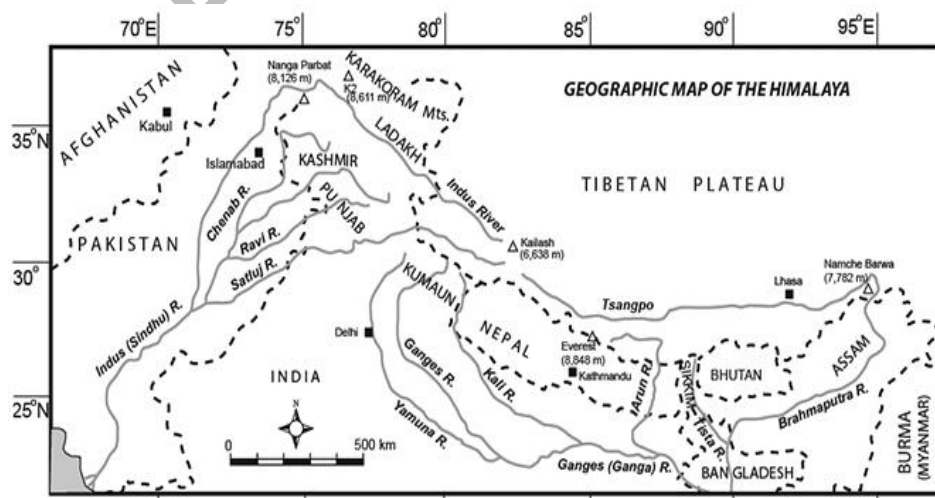 70°E
75°
80°
85°
90°
95°E
GEOGRAPHIC MAP OF THE HIMALAYA
Nanga Parbat
(8,126 m)
K2
(8,611 m)
KARAKORAM Mts.
AFGHANISTAN
Kabul
35°N
Islamabad
KASHMIR
LADAKH
TIBETAN PLATEAU
Chenab R.
PUNJAB
Indus River
PAKISTAN
Ravi R.
Satluj R.
Kailash
(6,638 m)
Namche Barwa
(7,782 m)
30°
Lhasa
KUMAUN
Tsangpo
Indus (Sindhu) R.
Delhi
NEPAL
Everest
(8,848 m)
Kathmandu
INDIA
Ganges R.
Kali R.
(Arun R)
SIKKIM
BHUTAN
ASSAM
25°N
Yamuna R.
Tista R.
Brahmaputra R.
N
0
500 km
Ganges (Ganga) R.
BANGLADESH
BURMA
(MYANMAR)